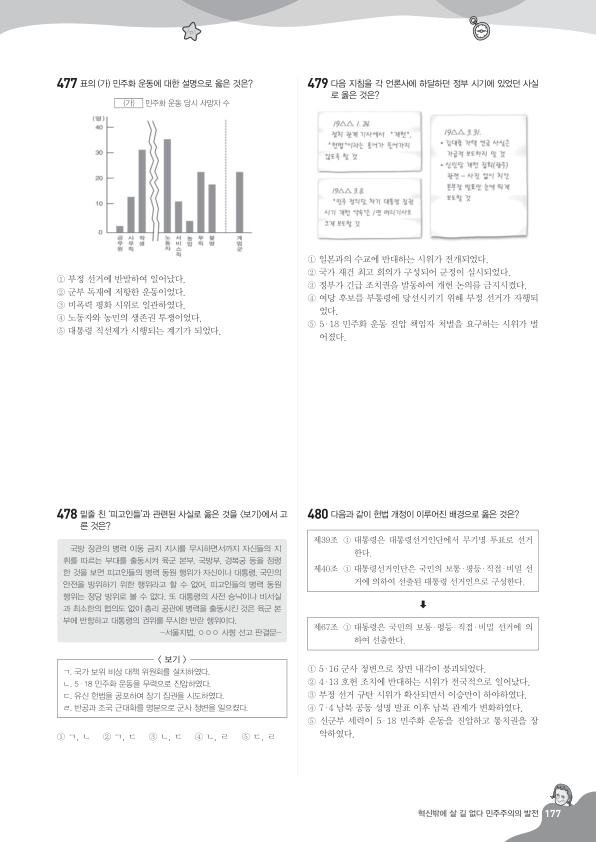 477 표의 (가) 민주화 운동에 대한 설명으로 옳은 것은?
(가) 민주화 운동 당시 사망자 수
(명)
40
30
20
10
0
공무원 사무직 학생 노동자 서비스직 농업 무직 불명 계엄군
① 부정 선거에 반발하여 일어났다.
② 군부 독재에 저항한 운동이었다.
③ 비폭력 평화 시위로 일관하였다.
④ 노동자와 농민의 생존권 투쟁이었다.
⑤ 대통령 직선제가 시행되는 계기가 되었다.
478 밑줄 친 ‘피고인들’과 관련된 사실로 옳은 것을 〈보기〉에서 고
른 것은?
국방 장관의 병력 이동 금지 지시를 무시하면서까지 자신들의 지
휘를 따르는 부대를 출동시켜 육군 본부, 국방부, 경복궁 등을 점령
한 것을 보면 피고인들의 병력 동원 행위가 자신이나 대통령, 국민의
안전을 방위하기 위한 행위라고 할 수 없어, 피고인들의 병력 동원
행위는 정당 방위로 볼 수 없다. 또 대통령의 사전 승낙이나 비서실
과 최소한의 협의도 없이 총리 공관에 병력을 출동시킨 것은 육군 본
부에 반항하고 대통령의 권위를 무시한 반란 행위이다.
-서울지법, ○○○ 사형 선고 판결문-
〈 보기 〉
ㄱ. 국가 보위 비상 대책 위원회를 설치하였다.
ㄴ. 5·18 민주화 운동을 무력으로 진압하였다.
ㄷ. 유신 헌법을 공포하여 장기 집권을 시도하였다.
ㄹ. 반공과 조국 근대화를 명분으로 군사 정변을 일으켰다.
① ㄱ, ㄴ ② ㄱ, ㄷ ③ ㄴ, ㄷ ④ ㄴ, ㄹ ⑤ ㄷ, ㄹ
479 다음 지침을 각 언론사에 하달하던 정부 시기에 있었던 사실
로 옳은 것은?
19△△. 1. 26.
정치 관계 기사에서 “개헌”,
“헌법”이라는 용어가 들어가지
않도록 할 것
19△△. 3. 8.
보도할 것
19△△. 3. 31.
• 김대중 가택 연금 사실은
가급적 보도하지 말 것
• 신민당 개헌 집회(광주)
관련 - 사진 없이 치안
보도할 것
① 일본과의 수교에 반대하는 시위가 전개되었다.
② 국가 재건 최고 회의가 구성되어 군정이 실시되었다.
③ 정부가 긴급 조치권을 발동하여 개헌 논의를 금지시켰다.
④ 여당 후보를 부통령에 당선시키기 위해 부정 선거가 자행되
었다.
⑤ 5·18 민주화 운동 진압 책임자 처벌을 요구하는 시위가 벌
어졌다.
480 다음과 같이 헌법 개정이 이루어진 배경으로 옳은 것은?
제39조 ① 대통령은 대통령선거인단에서 무기명 투표로 선거
한다.
제40조 ① 대통령선거인단은 국민의 보통·평등·직접·비밀 선
거에 의하여 선출된 대통령 선거인으로 구성한다.
제67조 ① 대통령은 국민의 보통·평등·직접·비밀 선거에 의
하여 선출한다.
① 5·16 군사 정변으로 장면 내각이 붕괴되었다.
② 4·13 호헌 조치에 반대하는 시위가 전국적으로 일어났다.
③ 부정 선거 규탄 시위가 확산되면서 이승만이 하야하였다.
④ 7·4 남북 공동 성명 발표 이후 남북 관계가 변화하였다.
⑤ 신군부 세력이 5·18 민주화 운동을 진압하고 통치권을 장
악하였다.
혁신밖에 살 길 없다 민주주의의 발전 177